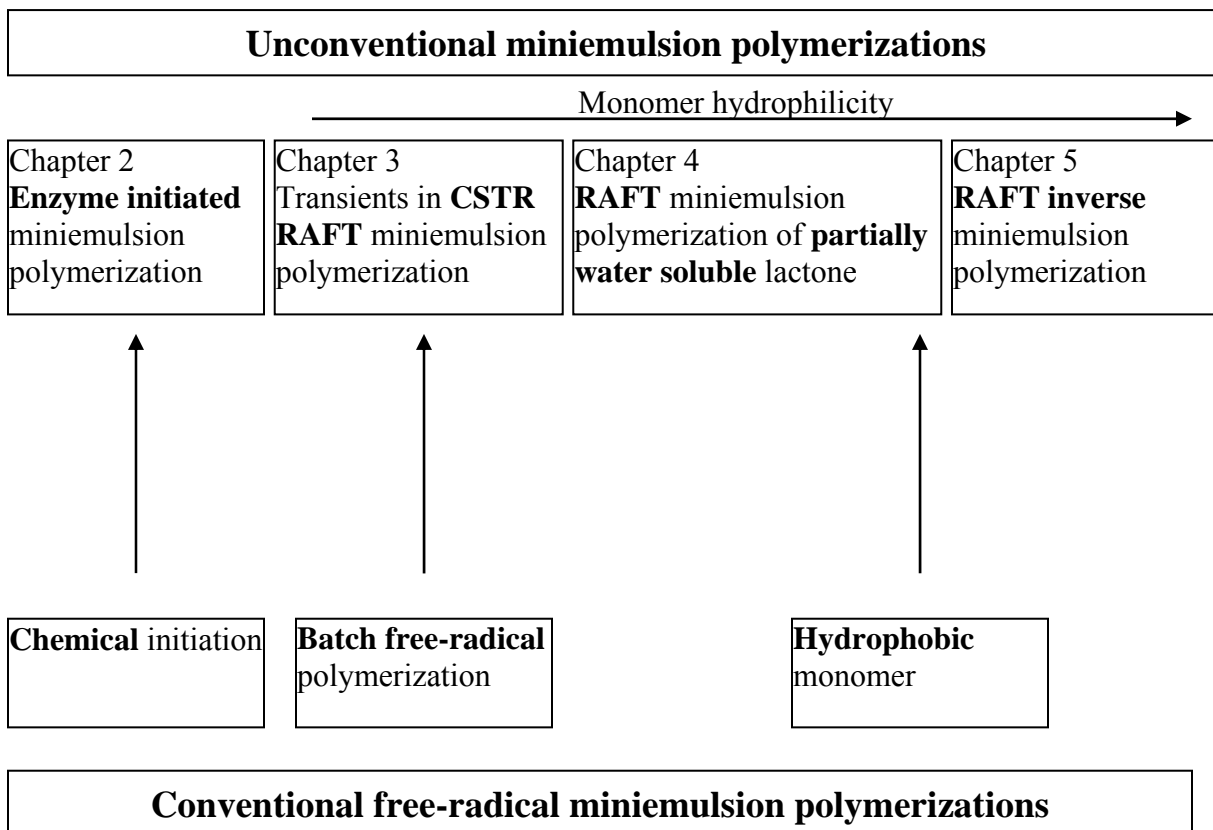 Unconventional miniemulsion polymerizations
Monomer hydrophilicity
Chapter 2
Enzyme initiated
miniemulsion
polymerization
Chapter 3
Transients in CSTR
RAFT miniemulsion
polymerization
Chapter 4
RAFT miniemulsion
polymerization of partially
water soluble lactone
Chapter 5
RAFT inverse
miniemulsion
polymerization
Chemical initiation
Batch free-radical
polymerization
Hydrophobic
monomer
Conventional free-radical miniemulsion polymerizations